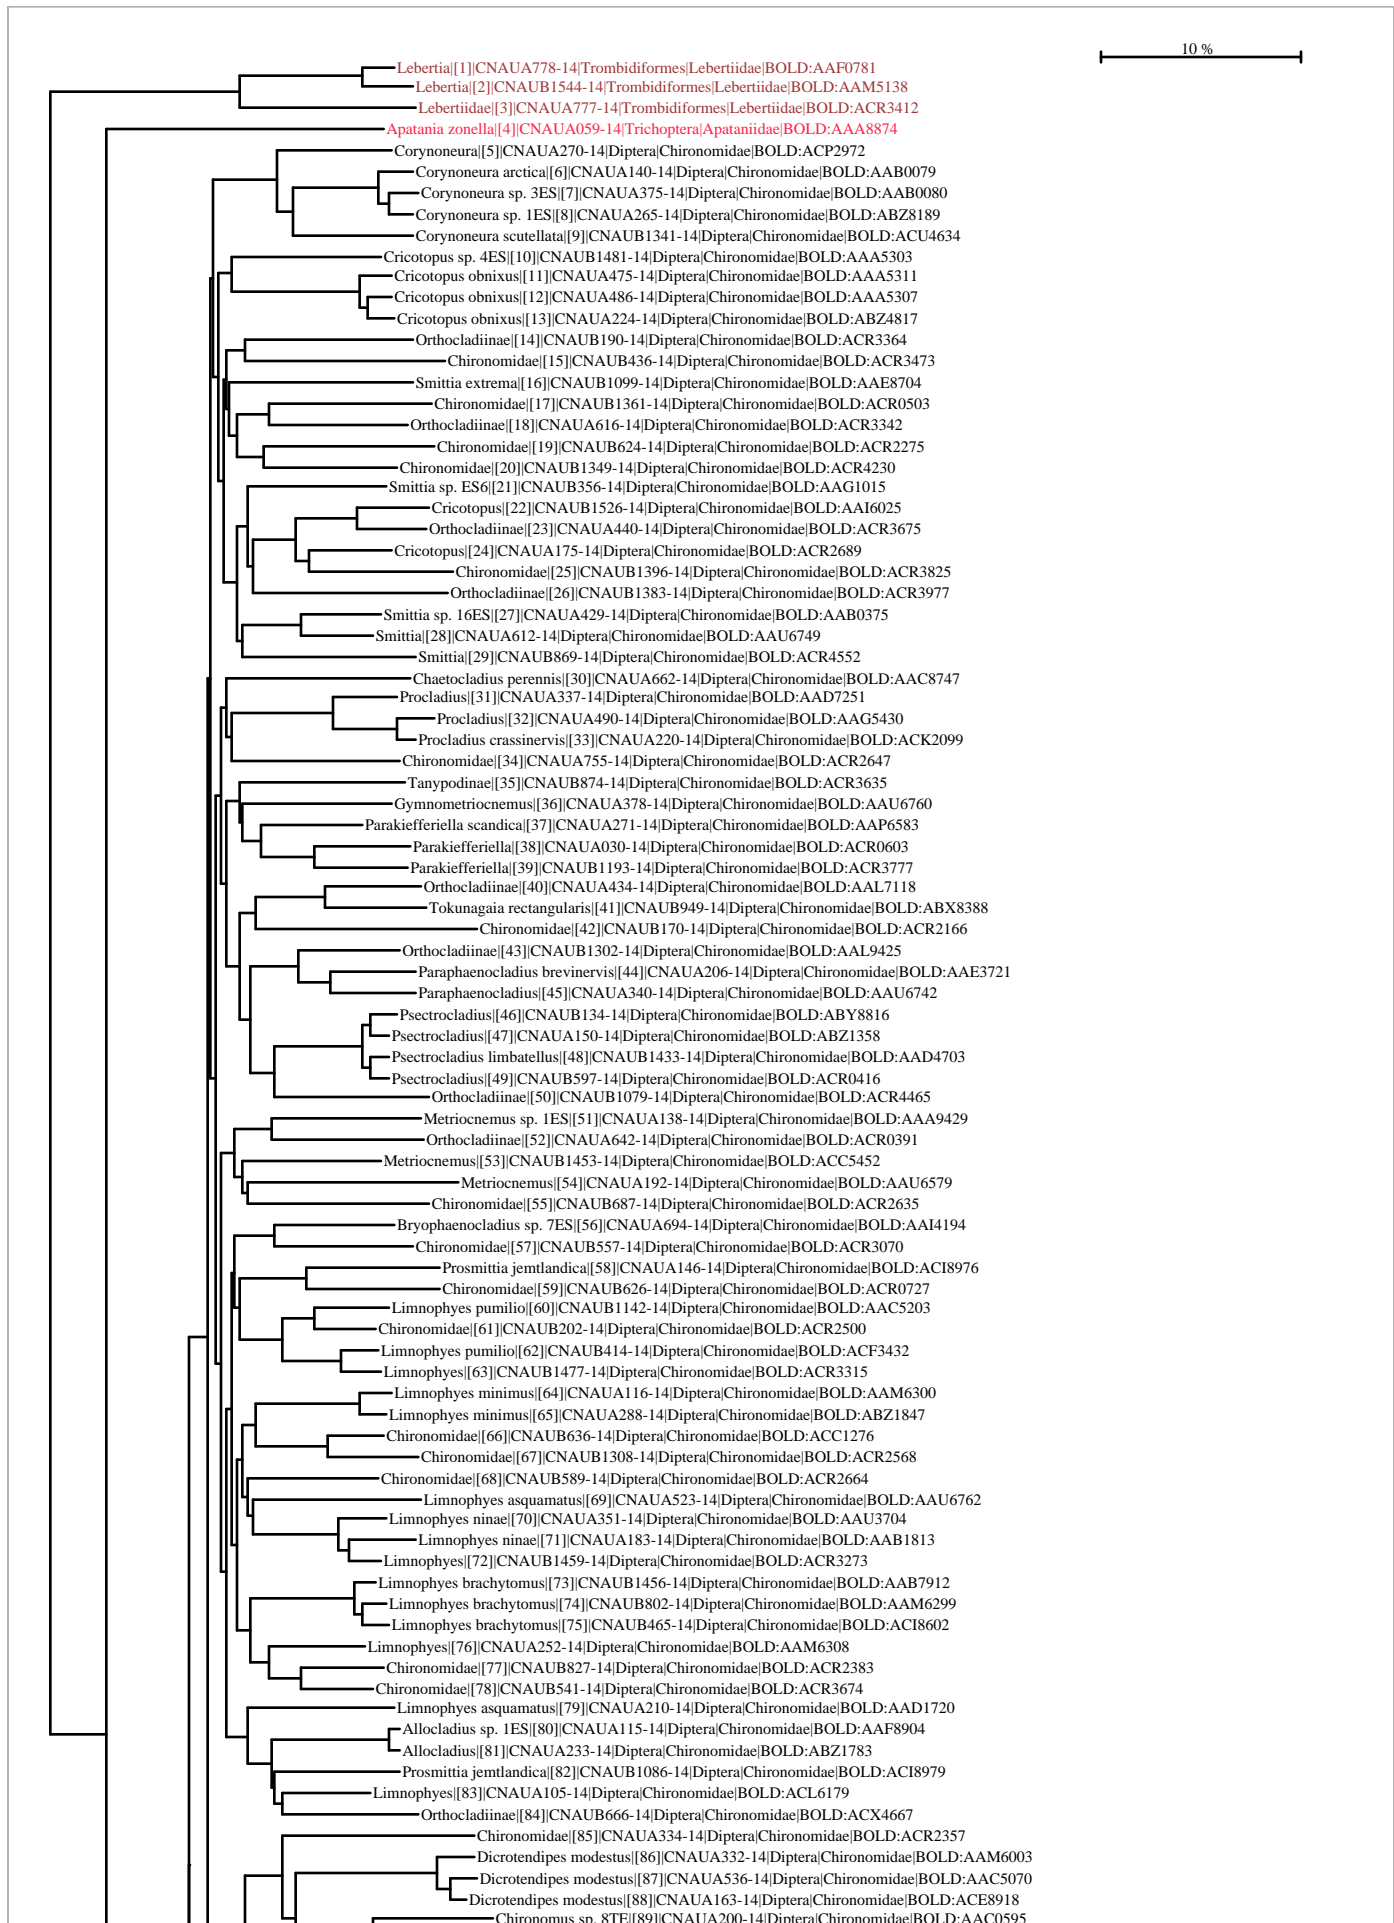 10 %
Lebertia|[1]|CNAUA778-14|Trombidiformes|Lebertiidae|BOLD:AAF0781
Lebertia|[2]|CNAUB1544-14|Trombidiformes|Lebertiidae|BOLD:AAM5138
Lebertiidae|[3]|CNAUA777-14|Trombidiformes|Lebertiidae|BOLD:ACR3412
Apatania zonella|[4]|CNAUA059-14|Trichoptera|Apataniidae|BOLD:AAA8874
Corynoneura|[5]|CNAUA270-14|Diptera|Chironomidae|BOLD:ACP2972
Corynoneura arctica|[6]|CNAUA140-14|Diptera|Chironomidae|BOLD:AAB0079
Corynoneura sp. 3ES|[7]|CNAUA375-14|Diptera|Chironomidae|BOLD:AAB0080
Corynoneura sp. 1ES|[8]|CNAUA265-14|Diptera|Chironomidae|BOLD:ABZ8189
Corynoneura scutellata|[9]|CNAUB1341-14|Diptera|Chironomidae|BOLD:ACU4634
Cricotopus sp. 4ES|[10]|CNAUB1481-14|Diptera|Chironomidae|BOLD:AAA5303
Cricotopus obnixus|[11]|CNAUA475-14|Diptera|Chironomidae|BOLD:AAA5311
Cricotopus obnixus|[12]|CNAUA486-14|Diptera|Chironomidae|BOLD:AAA5307
Cricotopus obnixus|[13]|CNAUA224-14|Diptera|Chironomidae|BOLD:ABZ4817
Orthocladiinae|[14]|CNAUB190-14|Diptera|Chironomidae|BOLD:ACR3364
Chironomidae|[15]|CNAUB436-14|Diptera|Chironomidae|BOLD:ACR3473
Smittia extrema|[16]|CNAUB1099-14|Diptera|Chironomidae|BOLD:AAE8704
Chironomidae|[17]|CNAUB1361-14|Diptera|Chironomidae|BOLD:ACR0503
Orthocladiinae|[18]|CNAUA616-14|Diptera|Chironomidae|BOLD:ACR3342
Chironomidae|[19]|CNAUB624-14|Diptera|Chironomidae|BOLD:ACR2275
Chironomidae|[20]|CNAUB1349-14|Diptera|Chironomidae|BOLD:ACR4230
Smittia sp. ES6|[21]|CNAUB356-14|Diptera|Chironomidae|BOLD:AAG1015
Cricotopus|[22]|CNAUB1526-14|Diptera|Chironomidae|BOLD:AAI6025
Orthocladiinae|[23]|CNAUA440-14|Diptera|Chironomidae|BOLD:ACR3675
Cricotopus|[24]|CNAUA175-14|Diptera|Chironomidae|BOLD:ACR2689
Chironomidae|[25]|CNAUB1396-14|Diptera|Chironomidae|BOLD:ACR3825
Orthocladiinae|[26]|CNAUB1383-14|Diptera|Chironomidae|BOLD:ACR3977
Smittia sp. 16ES|[27]|CNAUA429-14|Diptera|Chironomidae|BOLD:AAB0375
Smittia|[28]|CNAUA612-14|Diptera|Chironomidae|BOLD:AAU6749
Smittia|[29]|CNAUB869-14|Diptera|Chironomidae|BOLD:ACR4552
Chaetocladius perennis|[30]|CNAUA662-14|Diptera|Chironomidae|BOLD:AAC8747
Procladius|[31]|CNAUA337-14|Diptera|Chironomidae|BOLD:AAD7251
Procladius|[32]|CNAUA490-14|Diptera|Chironomidae|BOLD:AAG5430
Procladius crassinervis|[33]|CNAUA220-14|Diptera|Chironomidae|BOLD:ACK2099
Chironomidae|[34]|CNAUA755-14|Diptera|Chironomidae|BOLD:ACR2647
Tanypodinae|[35]|CNAUB874-14|Diptera|Chironomidae|BOLD:ACR3635
Gymnometriocnemus|[36]|CNAUA378-14|Diptera|Chironomidae|BOLD:AAU6760
Parakiefferiella scandica|[37]|CNAUA271-14|Diptera|Chironomidae|BOLD:AAP6583
Parakiefferiella|[38]|CNAUA030-14|Diptera|Chironomidae|BOLD:ACR0603
Parakiefferiella|[39]|CNAUB1193-14|Diptera|Chironomidae|BOLD:ACR3777
Orthocladiinae|[40]|CNAUA434-14|Diptera|Chironomidae|BOLD:AAL7118
Tokunagaia rectangularis|[41]|CNAUB949-14|Diptera|Chironomidae|BOLD:ABX8388
Chironomidae|[42]|CNAUB170-14|Diptera|Chironomidae|BOLD:ACR2166
Orthocladiinae|[43]|CNAUB1302-14|Diptera|Chironomidae|BOLD:AAL9425
Paraphaenocladius brevinervis|[44]|CNAUA206-14|Diptera|Chironomidae|BOLD:AAE3721
Paraphaenocladius|[45]|CNAUA340-14|Diptera|Chironomidae|BOLD:AAU6742
Psectrocladius|[46]|CNAUB134-14|Diptera|Chironomidae|BOLD:ABY8816
Psectrocladius|[47]|CNAUA150-14|Diptera|Chironomidae|BOLD:ABZ1358
Psectrocladius limbatellus|[48]|CNAUB1433-14|Diptera|Chironomidae|BOLD:AAD4703
Psectrocladius|[49]|CNAUB597-14|Diptera|Chironomidae|BOLD:ACR0416
Orthocladiinae|[50]|CNAUB1079-14|Diptera|Chironomidae|BOLD:ACR4465
Metriocnemus sp. 1ES|[51]|CNAUA138-14|Diptera|Chironomidae|BOLD:AAA9429
Orthocladiinae|[52]|CNAUA642-14|Diptera|Chironomidae|BOLD:ACR0391
Metriocnemus|[53]|CNAUB1453-14|Diptera|Chironomidae|BOLD:ACC5452
Metriocnemus|[54]|CNAUA192-14|Diptera|Chironomidae|BOLD:AAU6579
Chironomidae|[55]|CNAUB687-14|Diptera|Chironomidae|BOLD:ACR2635
Bryophaenocladius sp. 7ES|[56]|CNAUA694-14|Diptera|Chironomidae|BOLD:AAI4194
Chironomidae|[57]|CNAUB557-14|Diptera|Chironomidae|BOLD:ACR3070
Prosmittia jemtlandica|[58]|CNAUA146-14|Diptera|Chironomidae|BOLD:ACI8976
Chironomidae|[59]|CNAUB626-14|Diptera|Chironomidae|BOLD:ACR0727
Limnophyes pumilio|[60]|CNAUB1142-14|Diptera|Chironomidae|BOLD:AAC5203
Chironomidae|[61]|CNAUB202-14|Diptera|Chironomidae|BOLD:ACR2500
Limnophyes pumilio|[62]|CNAUB414-14|Diptera|Chironomidae|BOLD:ACF3432
Limnophyes|[63]|CNAUB1477-14|Diptera|Chironomidae|BOLD:ACR3315
Limnophyes minimus|[64]|CNAUA116-14|Diptera|Chironomidae|BOLD:AAM6300
Limnophyes minimus|[65]|CNAUA288-14|Diptera|Chironomidae|BOLD:ABZ1847
Chironomidae|[66]|CNAUB636-14|Diptera|Chironomidae|BOLD:ACC1276
Chironomidae|[67]|CNAUB1308-14|Diptera|Chironomidae|BOLD:ACR2568
Chironomidae|[68]|CNAUB589-14|Diptera|Chironomidae|BOLD:ACR2664
Limnophyes asquamatus|[69]|CNAUA523-14|Diptera|Chironomidae|BOLD:AAU6762
Limnophyes ninae|[70]|CNAUA351-14|Diptera|Chironomidae|BOLD:AAU3704
Limnophyes ninae|[71]|CNAUA183-14|Diptera|Chironomidae|BOLD:AAB1813
Limnophyes|[72]|CNAUB1459-14|Diptera|Chironomidae|BOLD:ACR3273
Limnophyes brachytomus|[73]|CNAUB1456-14|Diptera|Chironomidae|BOLD:AAB7912
Limnophyes brachytomus|[74]|CNAUB802-14|Diptera|Chironomidae|BOLD:AAM6299
Limnophyes brachytomus|[75]|CNAUB465-14|Diptera|Chironomidae|BOLD:ACI8602
Limnophyes|[76]|CNAUA252-14|Diptera|Chironomidae|BOLD:AAM6308
Chironomidae|[77]|CNAUB827-14|Diptera|Chironomidae|BOLD:ACR2383
Chironomidae|[78]|CNAUB541-14|Diptera|Chironomidae|BOLD:ACR3674
Limnophyes asquamatus|[79]|CNAUA210-14|Diptera|Chironomidae|BOLD:AAD1720
Allocladius sp. 1ES|[80]|CNAUA115-14|Diptera|Chironomidae|BOLD:AAF8904
Allocladius|[81]|CNAUA233-14|Diptera|Chironomidae|BOLD:ABZ1783
Prosmittia jemtlandica|[82]|CNAUB1086-14|Diptera|Chironomidae|BOLD:ACI8979
Limnophyes|[83]|CNAUA105-14|Diptera|Chironomidae|BOLD:ACL6179
Orthocladiinae|[84]|CNAUB666-14|Diptera|Chironomidae|BOLD:ACX4667
Chironomidae|[85]|CNAUA334-14|Diptera|Chironomidae|BOLD:ACR2357
Dicrotendipes modestus|[86]|CNAUA332-14|Diptera|Chironomidae|BOLD:AAM6003
Dicrotendipes modestus|[87]|CNAUA536-14|Diptera|Chironomidae|BOLD:AAC5070
Dicrotendipes modestus|[88]|CNAUA163-14|Diptera|Chironomidae|BOLD:ACE8918
Chironomus sp. 8TE|[89]|CNAUA200-14|Diptera|Chironomidae|BOLD:AAC0595